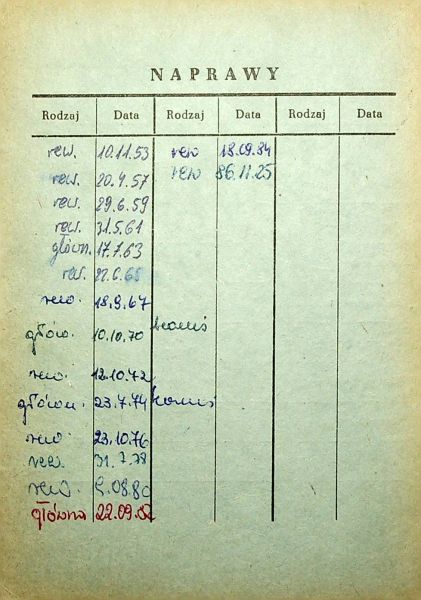 NAPRAWY
Rodzaj Data Rodzaj Data Rodzaj Data
rew. 10.11.53 rew 18.09.84
rew. 20.4.57 rew 86.11.25
rew. 29.6.59
rew. 31.5.61
główn. 17.7.63
rew. 22.6.65
rew. 18.9.67
główn. 10.10.70
rew. 12.10.72
główn. 23.7.74
rew. 23.10.76
rew. 31.7.78
rew. .08.80
główna 22.09.82